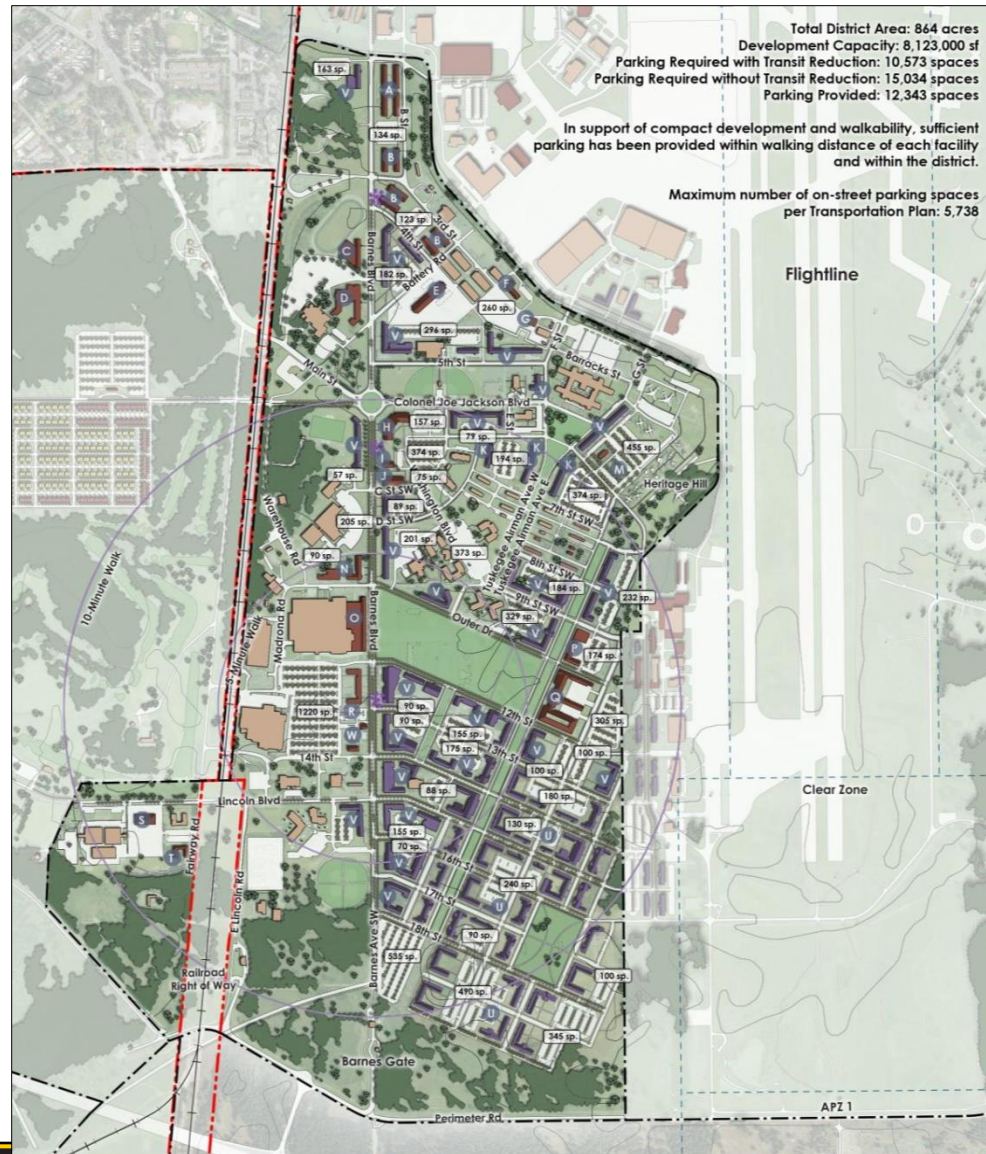 Total District Area: 864 acres
Development Capacity: 8,123,000 sf
Parking Required with Transit Reduction: 10,573 spaces
Parking Required without Transit Reduction: 15,034 spaces
Parking Provided: 12,343 spaces
In support of compact development and walkability, sufficient
parking has been provided within walking distance of each facility
and within the district.
Maximum number of on-street parking spaces
per Transportation Plan: 5,738
Flightline
163 sp.
V
A
B St
134 sp.
B
B
123 sp.
3rd St
4th St
B
C
Barnes Blvd
V
182 sp.
Battery Rd
D
E
F
260 sp.
G
V
296 sp.
V
F St
5th St
Barracks St
G St
Main St
V
Colonel Joe Jackson Blvd
H
157 sp.
V
E St
79 sp.
V
374 sp.
K
194 sp.
K
K
455 sp.
M
J
75 sp.
57 sp.
V
374 sp.
Heritage Hill
C St SW
89 sp.
7th St SW
Warehouse Rd
205 sp.
D St SW
201 sp.
373 sp.
Tuskegee Airman Ave W
Tuskegee Airman Ave E
90 sp.
N
V
8th St SW
V
184 sp.
V
232 sp.
9th St SW
10-Minute Walk
Madrona Rd
O
Barnes Blvd
329 sp.
Outer Dr
V
P
174 sp.
5-Minute Walk
V
Q
1220 sp.
R
90 sp.
V
12th St
305 sp.
W
90 sp.
155 sp.
V
100 sp.
14th St
175 sp.
13th St
V
V
100 sp.
V
88 sp.
180 sp.
Clear Zone
Lincoln Blvd
S
V
155 sp.
130 sp.
U
T
Fairway Rd
70 sp.
V
16th St
E Lincoln Rd
240 sp.
V
17th St
U
18th St
90 sp.
Barnes Ave SW
535 sp.
100 sp.
Railroad
Right of Way
490 sp.
U
345 sp.
Barnes Gate
Perimeter Rd
APZ 1